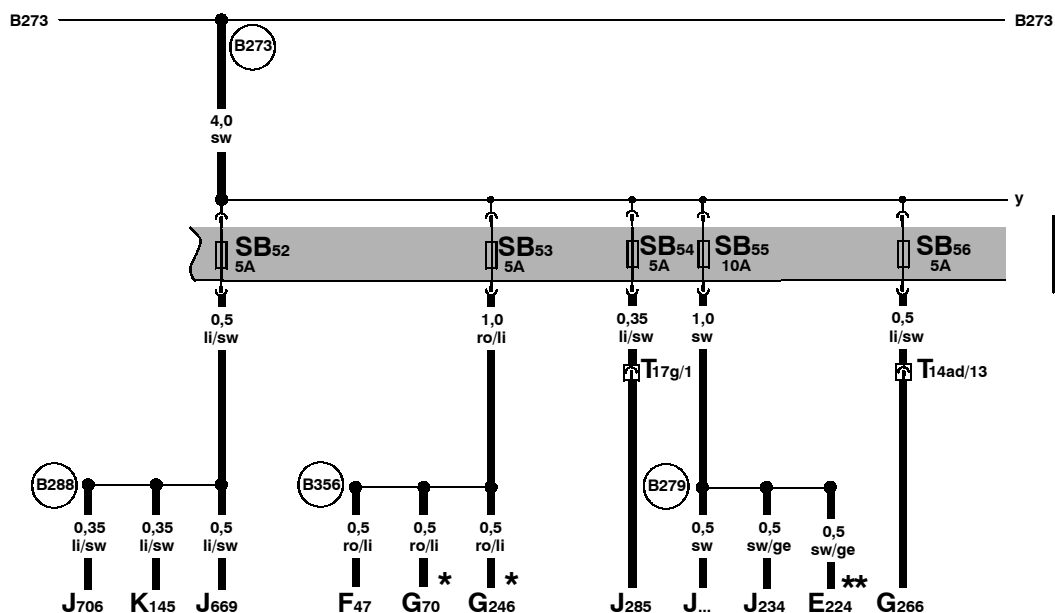 B273 B273
B273
4,0
sw
y
SB52 SB53 SB54 SB55 SB56
5A 5A 5A 10A 5A
0,5 1,0 0,35 1,0 0,5
li/sw ro/li li/sw sw li/sw
T17g/1 T14ad/13
B288 B356 B279
0,35 0,35 0,5 0,5 0,5 0,5 0,5 0,5 0,5
li/sw li/sw li/sw ro/li ro/li ro/li sw sw/ge sw/ge
* * **
J706 K145 J669 F47 G70 G246 J285 J... J234 E224 G266